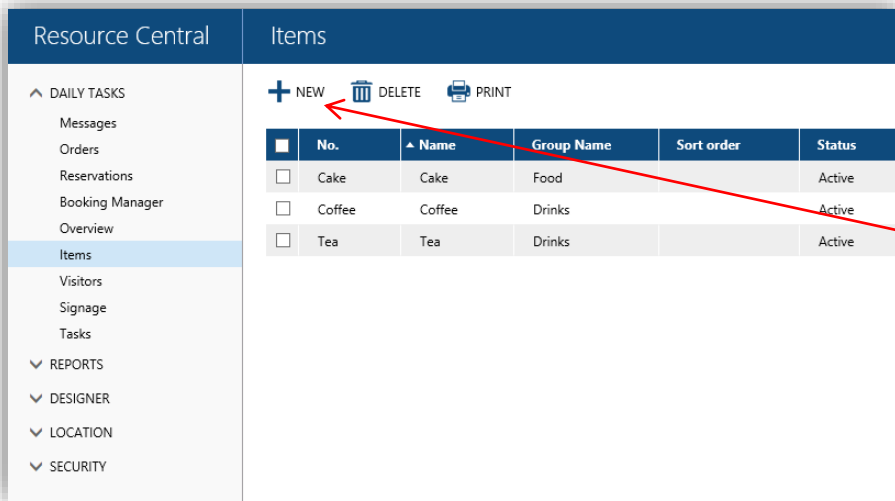 Resource Central
Items
DAILY TASKS
Messages
Orders
Reservations
Booking Manager
Overview
Items
Visitors
Signage
Tasks
REPORTS
DESIGNER
LOCATION
SECURITY
NEW DELETE PRINT
No. Name Group Name Sort order Status
Cake Cake Food Active
Coffee Coffee Drinks Active
Tea Tea Drinks Active